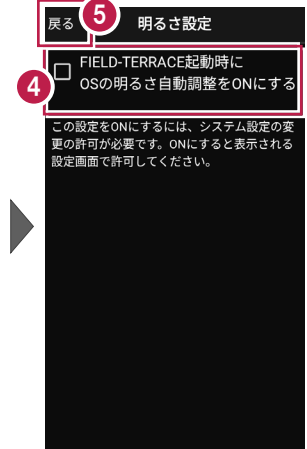 戻る
5
明るさ設定
4
FIELD-TERRACE起動時に
OSの明るさ自動調整をONにする
この設定をONにするには、システム設定の変
更の許可が必要です。ONにすると表示される
設定画面で許可してください。